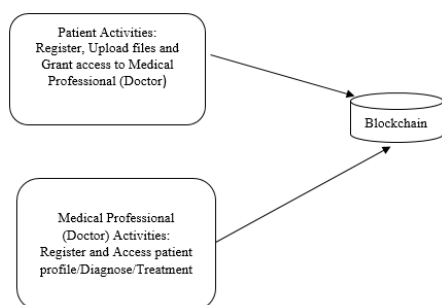 Patient Activities:
Register, Upload files and
Grant access to Medical
Professional (Doctor)
Blockchain
Medical Professional
(Doctor) Activities:
Register and Access patient
profile/Diagnose/Treatment